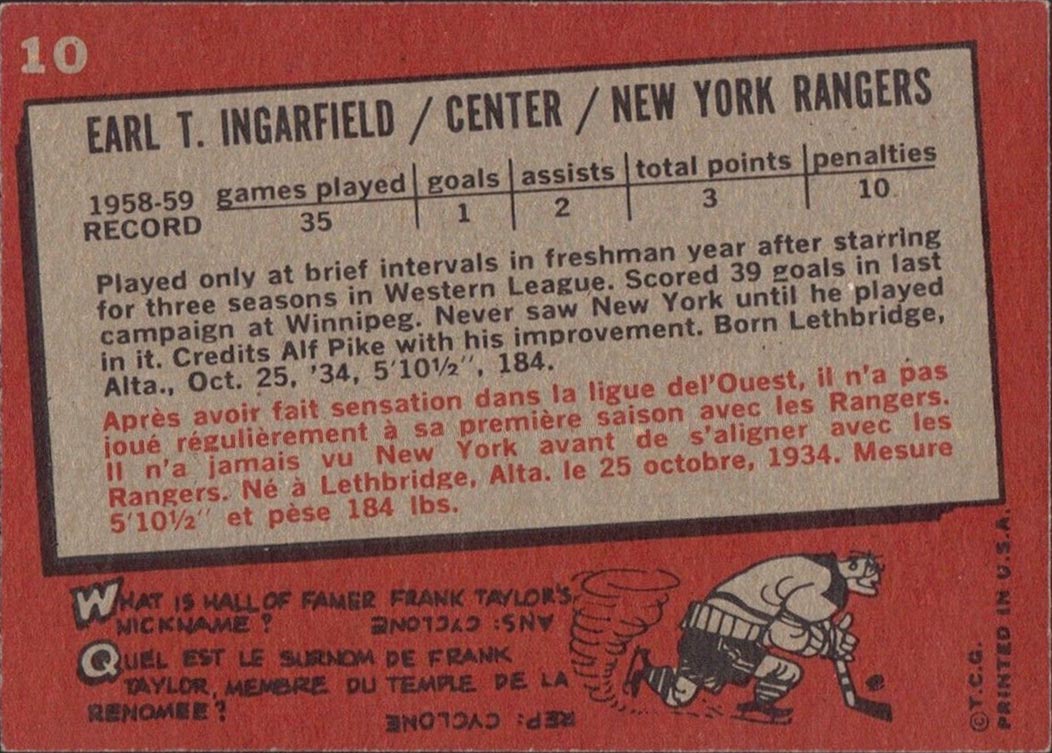 10
EARL T. INGARFIELD / CENTER / NEW YORK RANGERS
1958-59 RECORD games played goals assists total points penalties
35 1 2 3 10
Played only at brief intervals in freshman year after starring
for three seasons in Western League. Scored 39 goals in last
campaign at Winnipeg. Never saw New York until he played
in it. Credits Alf Pike with his improvement. Born Lethbridge,
Alta., Oct. 25, '34, 5'10½", 184.
Après avoir fait sensation dans la ligue del'Ouest, il n'a pas
joué régulièrement à sa première saison avec les Rangers.
Il n'a jamais vu New York avant de s'aligner avec les
Rangers. Né à Lethbridge, Alta. le 25 octobre, 1934. Mesure
5'10½" et pèse 184 lbs.
WHAT IS HALL OF FAMER FRANK TAYLOR'S
NICKNAME?
ANS: CYCLONE
QUEL EST LE SURNOM DE FRANK
TAYLOR, MEMBRE DU TEMPLE DE LA
RENOMEE?
REP: CYCLONE
©T.C.G.
PRINTED IN U.S.A.